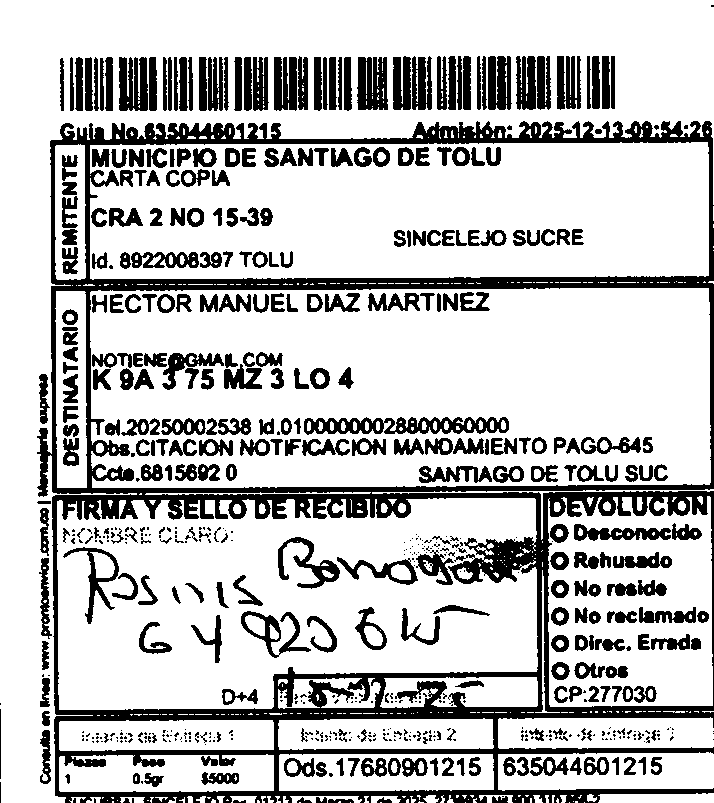 Guia No.635044601215 Admisión: 2025-12-13-09:54:26
REMITENTE
MUNICIPIO DE SANTIAGO DE TOLU
CARTA COPIA
CRA 2 NO 15-39
SINCELEJO SUCRE
Id. 8922008397 TOLU
DESTINATARIO
HECTOR MANUEL DIAZ MARTINEZ
NOTIENE@GMAIL.COM
K 9A 3 75 MZ 3 LO 4
Tel.20250002538 Id.01000000028800060000
Obs.CITACION NOTIFICACION MANDAMIENTO PAGO-645
Ccto.6815692 0 SANTIAGO DE TOLU SUC
Consulta en linea: www.prontoenvios.com.co | Mensajeria express
FIRMA Y SELLO DE RECIBIDO
NOMBRE CLARO:
D+4
DEVOLUCION
Desconocido
Rehusado
No reside
No reclamado
Direc. Errada
Otros
CP:277030
Intento de Entrega 1 Intento de Entrega 2 Intento de Entrega 3
Piezas Peso Valor
1 0.5gr $5000
Ods.17680901215 635044601215